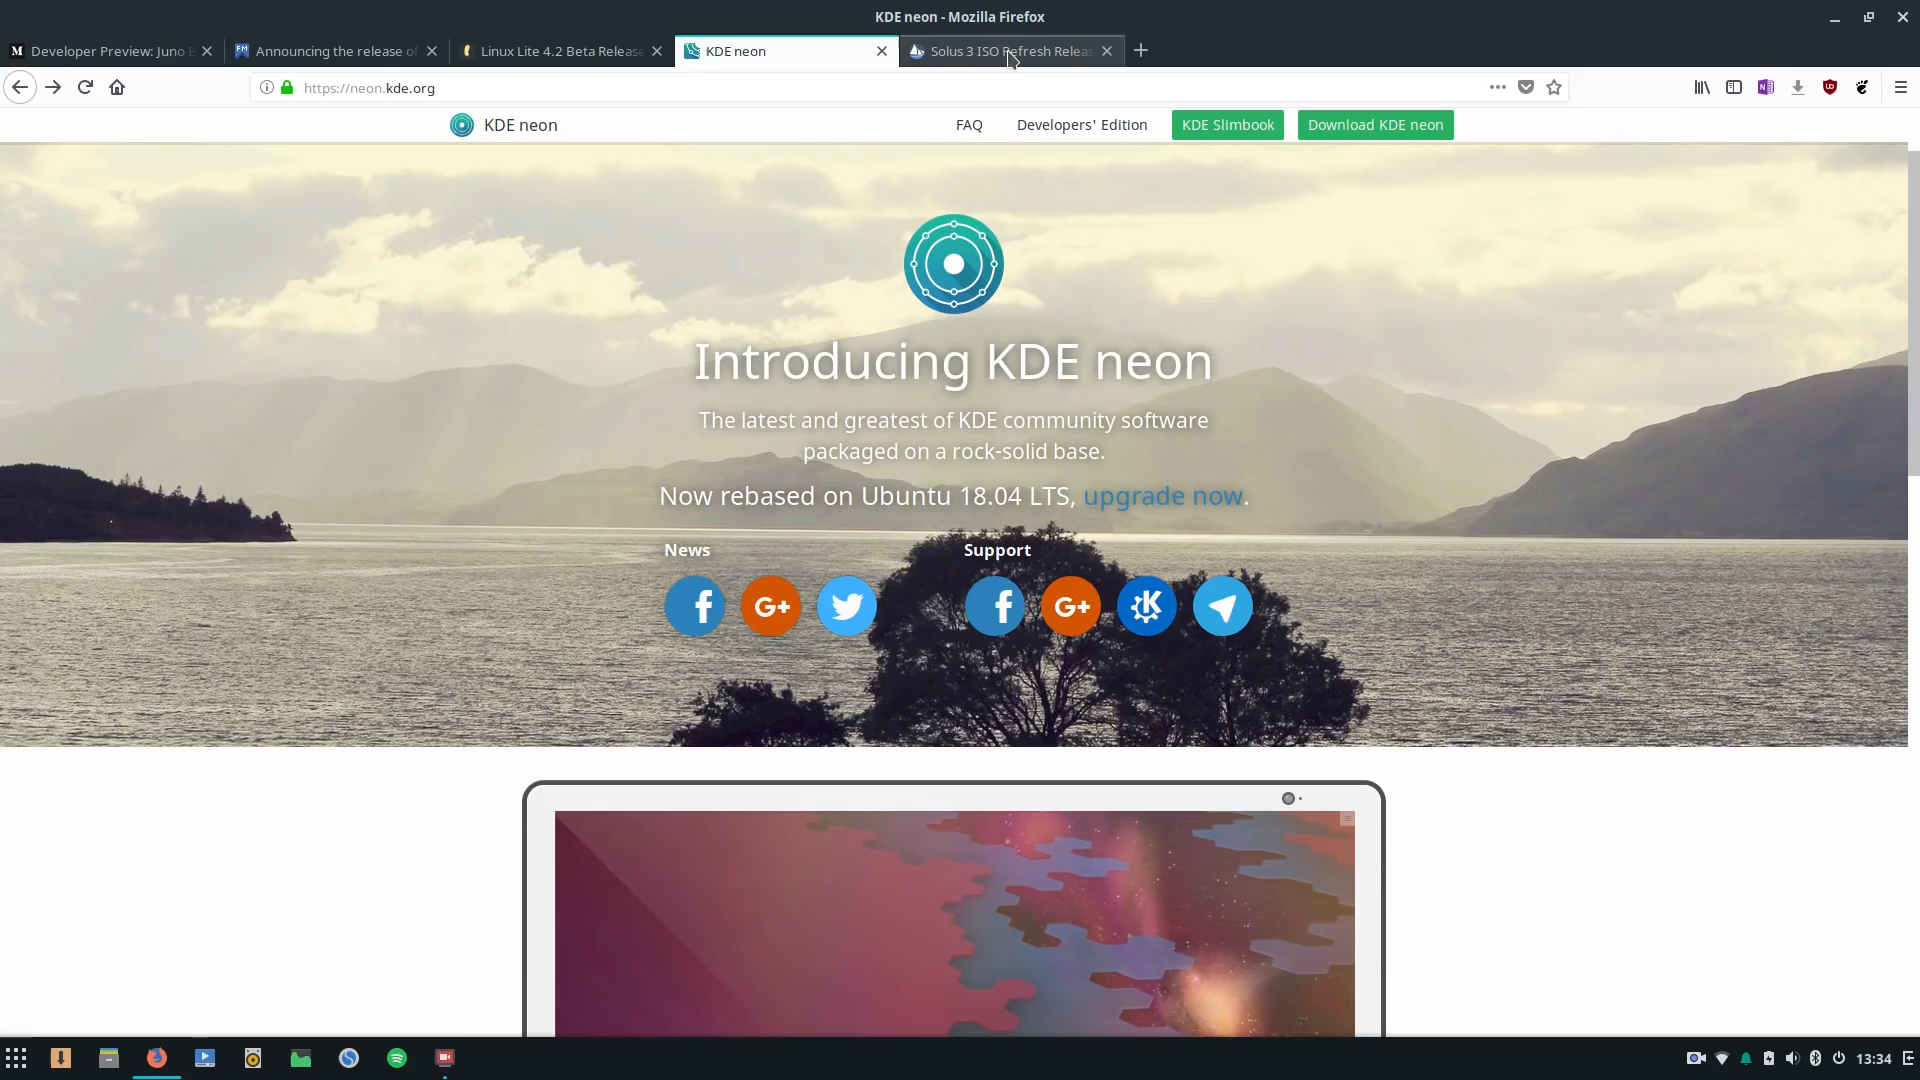 KDE neon - Mozilla Firefox
Developer Preview: Juno
Announcing the release of
Linux Lite 4.2 Beta Release
KDE neon
Solus 3 ISO Refresh Releas
https://neon.kde.org
KDE neon
FAQ
Developers' Edition
KDE Slimbook
Download KDE neon
Introducing KDE neon
The latest and greatest of KDE community software
packaged on a rock-solid base.
Now rebased on Ubuntu 18.04 LTS, upgrade now.
News
Support
13:34